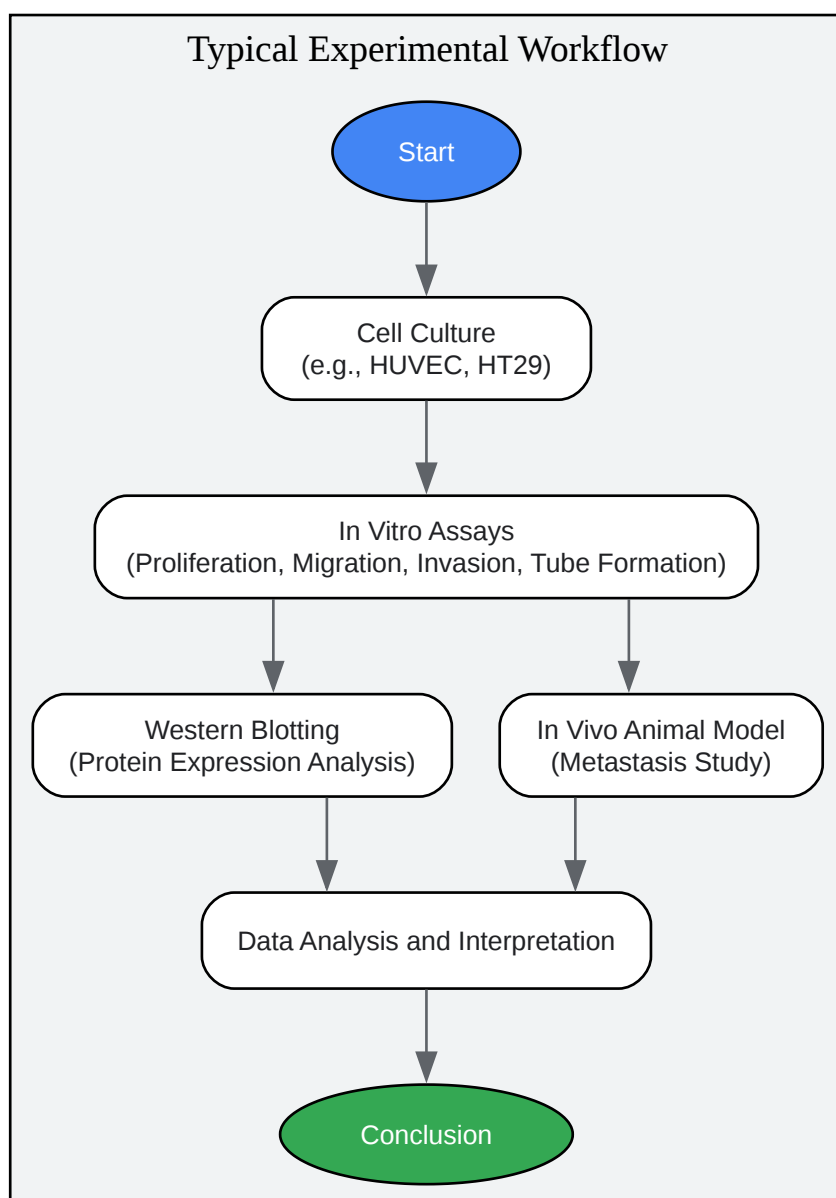 Typical Experimental Workflow
Start
Cell Culture
(e.g., HUVEC, HT29)
In Vitro Assays
(Proliferation, Migration, Invasion, Tube Formation)
Western Blotting
(Protein Expression Analysis)
In Vivo Animal Model
(Metastasis Study)
Data Analysis and Interpretation
Conclusion